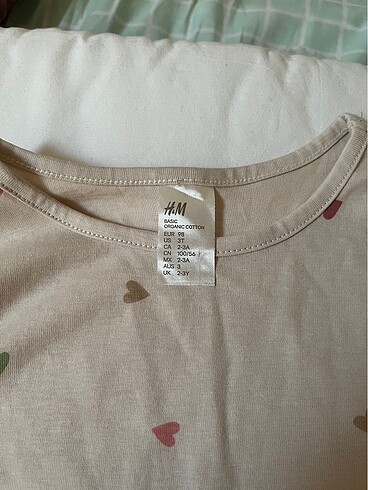 H&M
BASIC
ORGANIC COTTON
EUR 98
US 3T
CA 2-3A
CN 100/56
MX 2-3A
AUS 3
UK 2-3Y